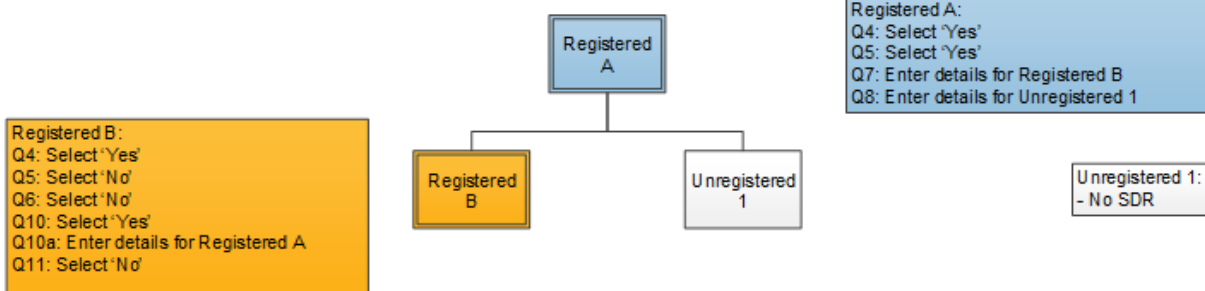 Registered A:
Q4: Select ‘Yes’
Q5: Select ‘Yes’
Q7: Enter details for Registered B
Q8: Enter details for Unregistered 1
Registered
A
Registered B:
Q4: Select ‘Yes’
Q5: Select ‘No’
Q6: Select ‘No’
Q10: Select ‘Yes’
Q10a: Enter details for Registered A
Q11: Select ‘No’
Registered
B
Unregistered
1
Unregistered 1:
- No SDR